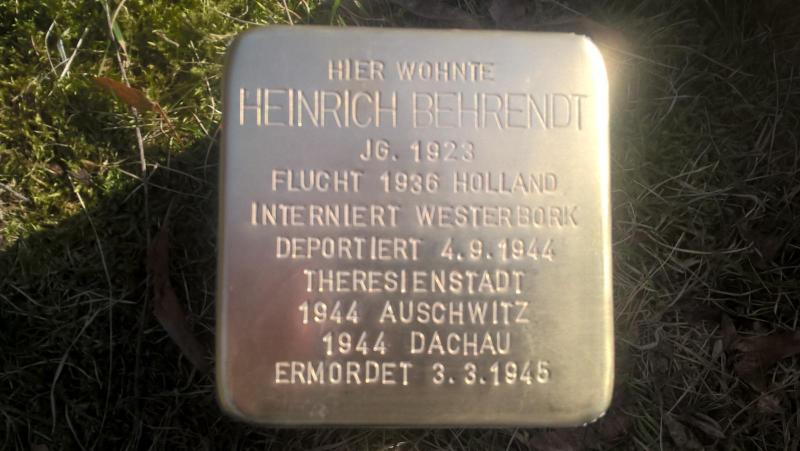 HIER WOHNTE
HEINRICH BEHRENDT
JG. 1923
FLUCHT 1936 HOLLAND
INTERNIERT WESTERBORK
DEPORTIERT 4.9.1944
THERESIENSTADT
1944 AUSCHWITZ
1944 DACHAU
ERMORDET 3.3.1945